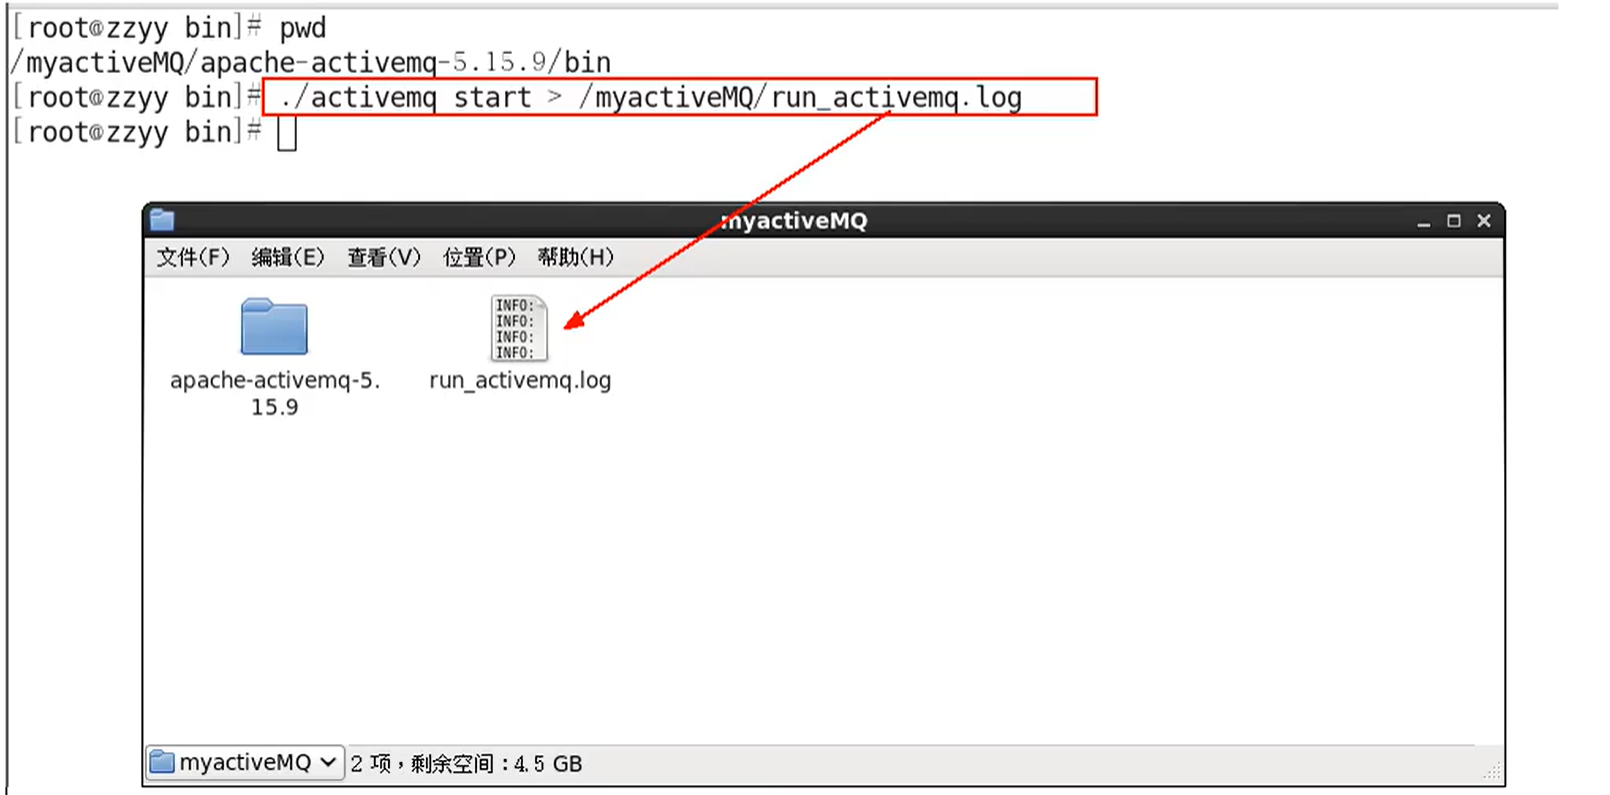 [root@zzyy bin]# pwd
/myactiveMQ/apache-activemq-5.15.9/bin
[root@zzyy bin]# ./activemq start > /myactiveMQ/run_activemq.log
[root@zzyy bin]#
myactiveMQ
文件(F) 编辑(E) 查看(V) 位置(P) 帮助(H)
INFO:
INFO:
INFO:
INFO:
apache-activemq-5.
15.9
run_activemq.log
myactiveMQ 2 项，剩余空间：4.5 GB